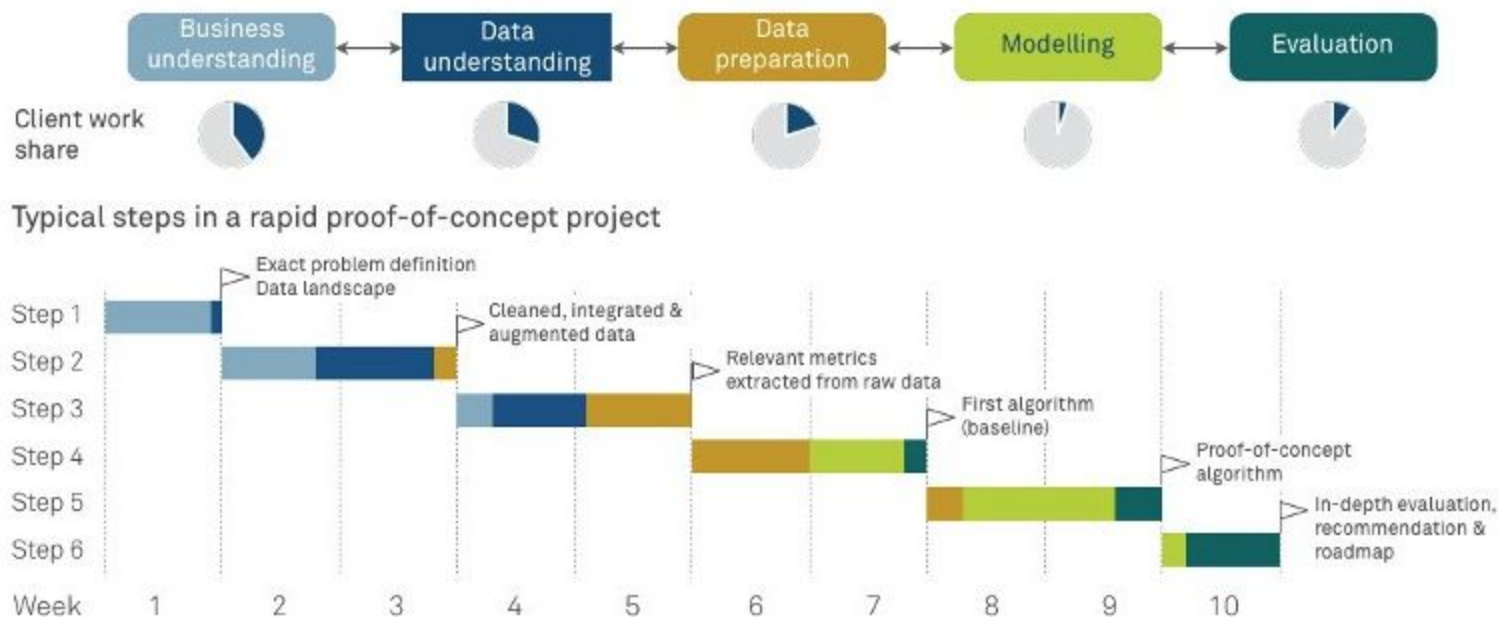 Business
understanding
Data
understanding
Data
preparation
Modelling
Evaluation
Client work
share
Typical steps in a rapid proof-of-concept project
Exact problem definition
Data landscape
Step 1
Cleaned, integrated &
augmented data
Step 2
Relevant metrics
extracted from raw data
Step 3
First algorithm
(baseline)
Step 4
Proof-of-concept
algorithm
Step 5
In-depth evaluation,
recommendation &
roadmap
Step 6
Week 1 2 3 4 5 6 7 8 9 10